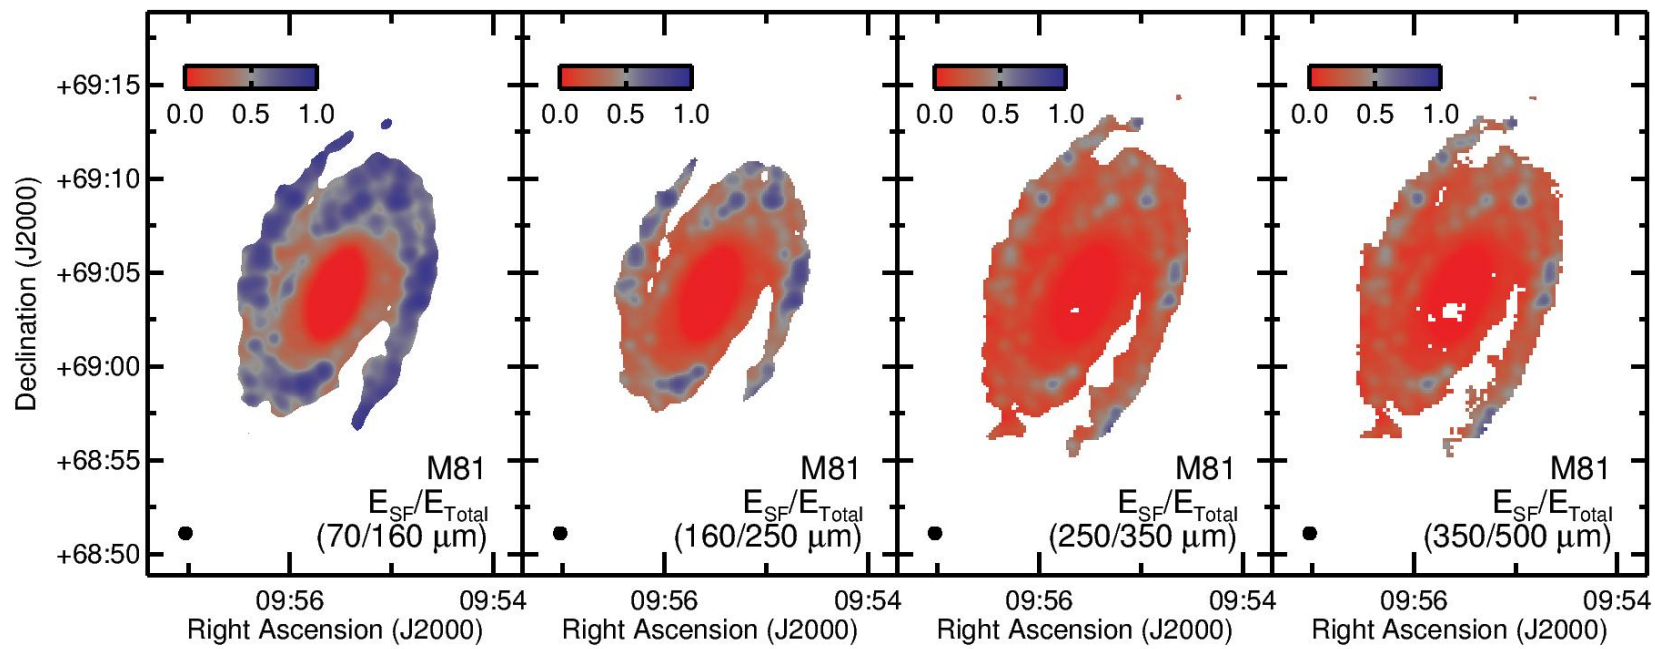 Declination (J2000)
+69:15
+69:10
+69:05
+69:00
+68:55
+68:50
0.0 0.5 1.0
M81
E_SF/E_Total
(70/160 μm)
09:56 09:54
Right Ascension (J2000)
0.0 0.5 1.0
M81
E_SF/E_Total
(160/250 μm)
09:56 09:54
Right Ascension (J2000)
0.0 0.5 1.0
M81
E_SF/E_Total
(250/350 μm)
09:56 09:54
Right Ascension (J2000)
0.0 0.5 1.0
M81
E_SF/E_Total
(350/500 μm)
09:56 09:54
Right Ascension (J2000)